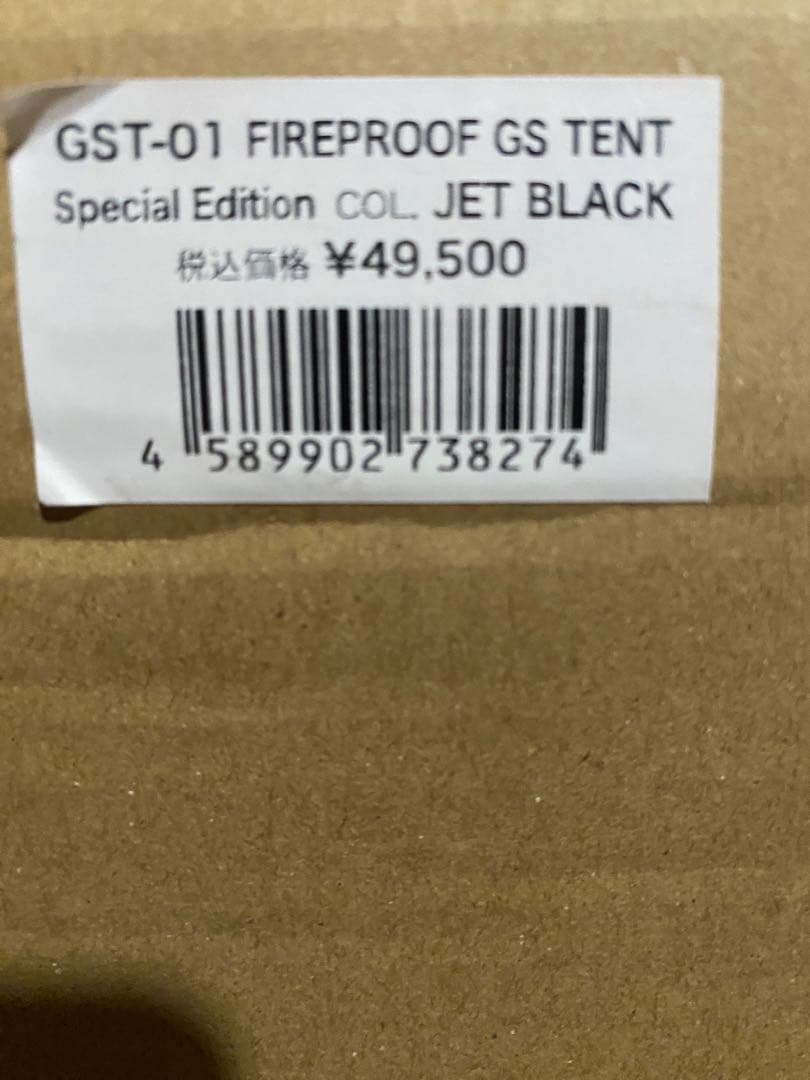 GST-01 FIREPROOF GS TENT
Special Edition COL. JET BLACK
税込価格 ¥49,500
4 589902 738274